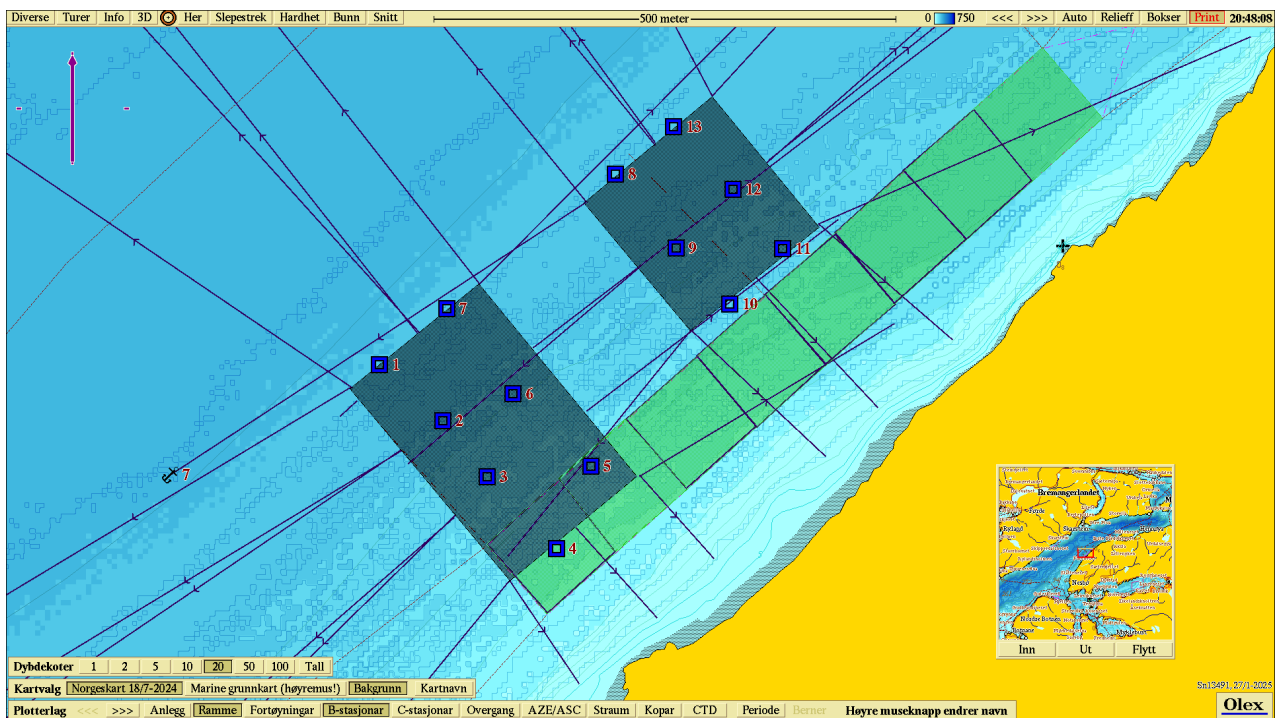 Diverse Turer Info 3D Her Slepestrek Hardhet Bunn Snitt 500 meter 0 750 <<< >>> Auto Relieff Bokser Print 20:48:08
13
8
12
9
11
10
7
1
6
2
5
3
7
4
Bremangerlandet
Førde
Nesbø
Inn Ut Flytt
Dybdekoter 1 2 5 10 20 50 100 Tall
Kartvalg Norgeskart 18/7-2024 Marine grunnkart (høyremus!) Bakgrunn Kartnavn
Sn13491, 27/1-2025
Plotterlag <<< >>> Anlegg Ramme Fortøyningar B-stasjonar C-stasjonar Overgang AZE/ASC Straum Kopar CTD Periode Berner Høyre museknapp endrer navn
Olex